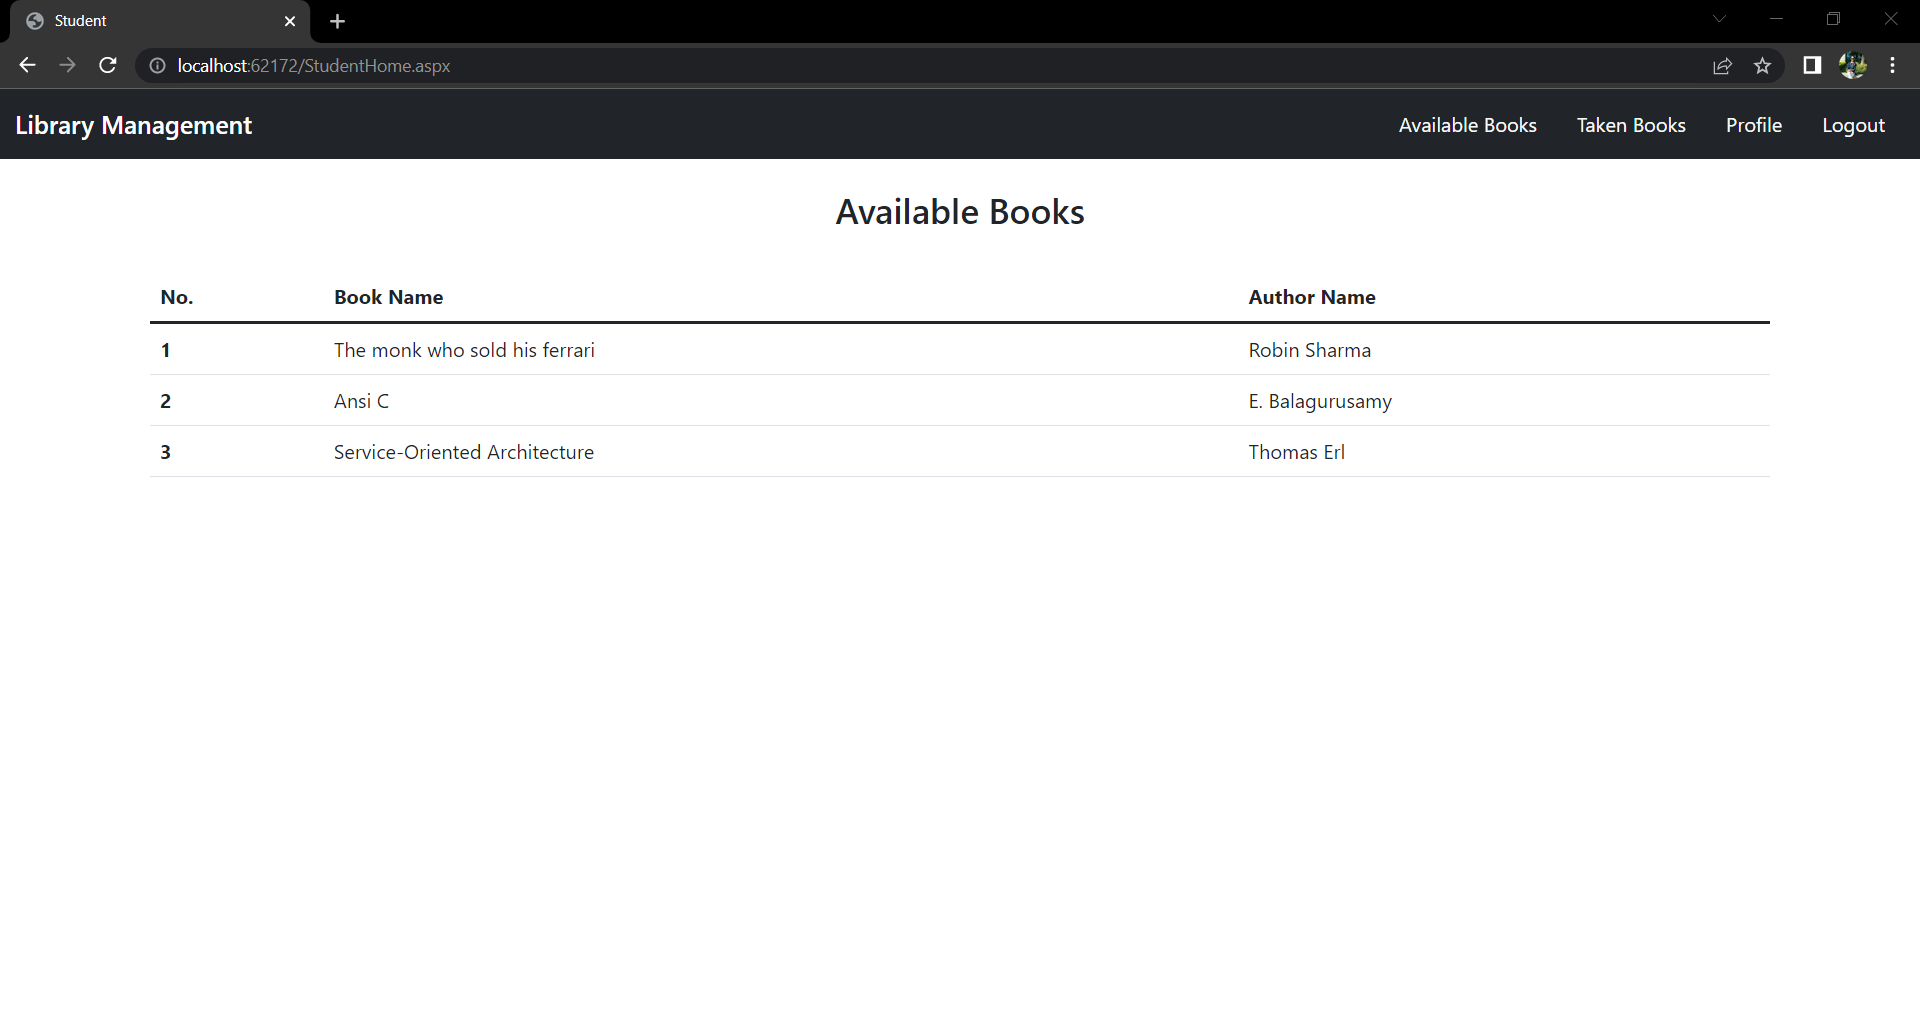 Student
localhost:62172/StudentHome.aspx
Library Management
Available Books
Taken Books
Profile
Logout
Available Books
No. Book Name Author Name
1 The monk who sold his ferrari Robin Sharma
2 Ansi C E. Balagurusamy
3 Service-Oriented Architecture Thomas Erl